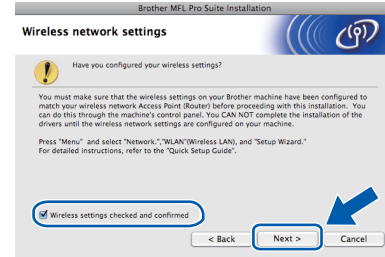 Brother MFL Pro Suite Installation
Wireless network settings
Have you configured your wireless settings?
You must make sure that the wireless settings on your Brother machine have been configured to
match your wireless network Access Point (Router) before proceeding with this installation. You
can do this through the machine's control panel. You CAN NOT complete the installation of the
drivers until the wireless network settings are configured on your machine.
Press "Menu" and select "Network.","WLAN"(Wireless LAN), and "Setup Wizard."
For detailed instructions, refer to the "Quick Setup Guide".
Wireless settings checked and confirmed
< Back Next > Cancel